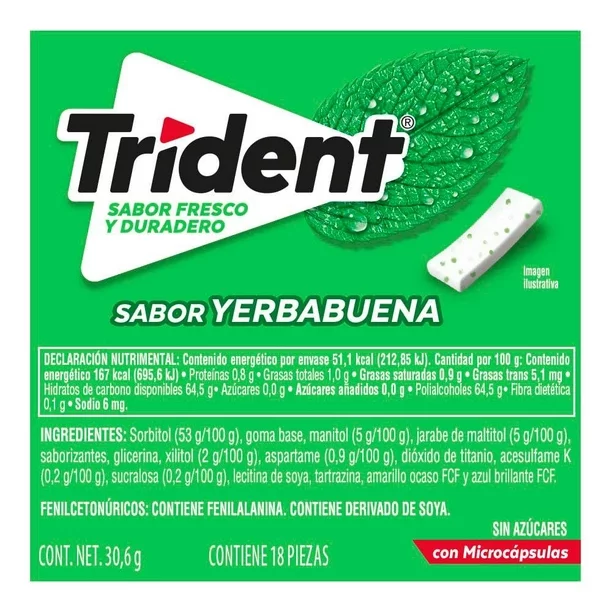 Trident®
SABOR FRESCO
Y DURADERO
Imagen
ilustrativa
SABOR YERBABUENA
DECLARACIÓN NUTRIMENTAL: Contenido energético por envase 51,1 kcal (212,85 kJ). Cantidad por 100 g: Contenido
energético 167 kcal (695,6 kJ) • Proteínas 0,8 g • Grasas totales 1,0 g • Grasas saturadas 0,9 g • Grasas trans 5,1 mg •
Hidratos de carbono disponibles 64,5 g• Azúcares 0,0 g • Azúcares añadidos 0,0 g • Polialcoholes 64,5 g• Fibra dietética
0,1 g • Sodio 6 mg.
INGREDIENTES: Sorbitol (53 g/100 g), goma base, manitol (5 g/100 g), jarabe de maltitol (5 g/100 g),
saborizantes, glicerina, xilitol (2 g/100 g), aspartame (0,9 g/100 g), dióxido de titanio, acesulfame K
(0,2 g/100 g), sucralosa (0,2 g/100 g), lecitina de soya, tartrazina, amarillo ocaso FCF y azul brillante FCF.
FENILCETONÚRICOS: CONTIENE FENILALANINA. CONTIENE DERIVADO DE SOYA.
SIN AZÚCARES
CONT. NET. 30,6 g CONTIENE 18 PIEZAS con Microcápsulas